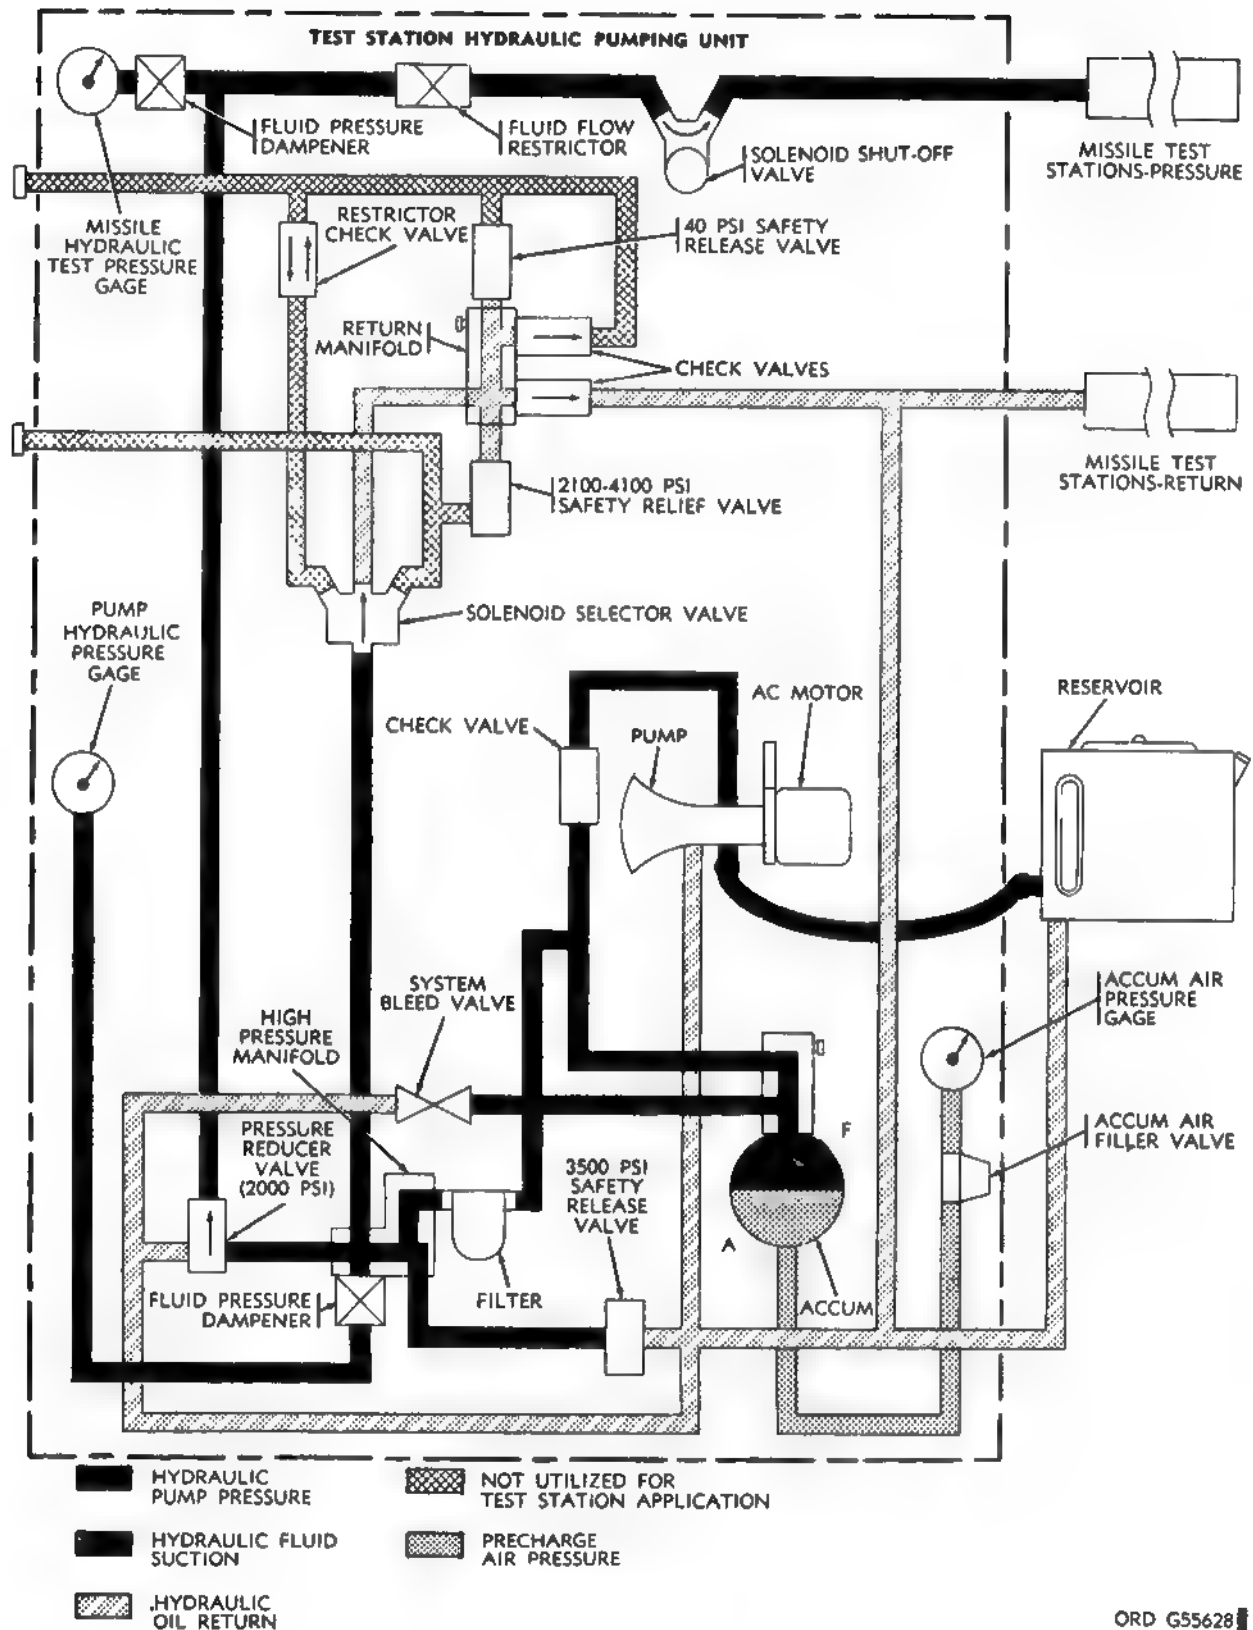 TEST STATION HYDRAULIC PUMPING UNIT
FLUID PRESSURE
DAMPENER
FLUID FLOW
RESTRICTOR
SOLENOID SHUT-OFF
VALVE
MISSILE TEST
STATIONS-PRESSURE
MISSILE
HYDRAULIC
TEST PRESSURE
GAGE
RESTRICTOR
CHECK VALVE
40 PSI SAFETY
RELEASE VALVE
RETURN
MANIFOLD
CHECK VALVES
MISSILE TEST
STATIONS-RETURN
2100-4100 PSI
SAFETY RELIEF VALVE
SOLENOID SELECTOR VALVE
PUMP
HYDRAULIC
PRESSURE
GAGE
CHECK VALVE
PUMP
AC MOTOR
RESERVOIR
SYSTEM
BLEED VALVE
HIGH
PRESSURE
MANIFOLD
ACCUM AIR
PRESSURE
GAGE
PRESSURE
REDUCER
VALVE
(2000 PSI)
3500 PSI
SAFETY
RELEASE
VALVE
F
A
ACCUM AIR
FILLER VALVE
FLUID PRESSURE
DAMPENER
FILTER
ACCUM
HYDRAULIC
PUMP PRESSURE
NOT UTILIZED FOR
TEST STATION APPLICATION
HYDRAULIC FLUID
SUCTION
PRECHARGE
AIR PRESSURE
HYDRAULIC
OIL RETURN
ORD G55628